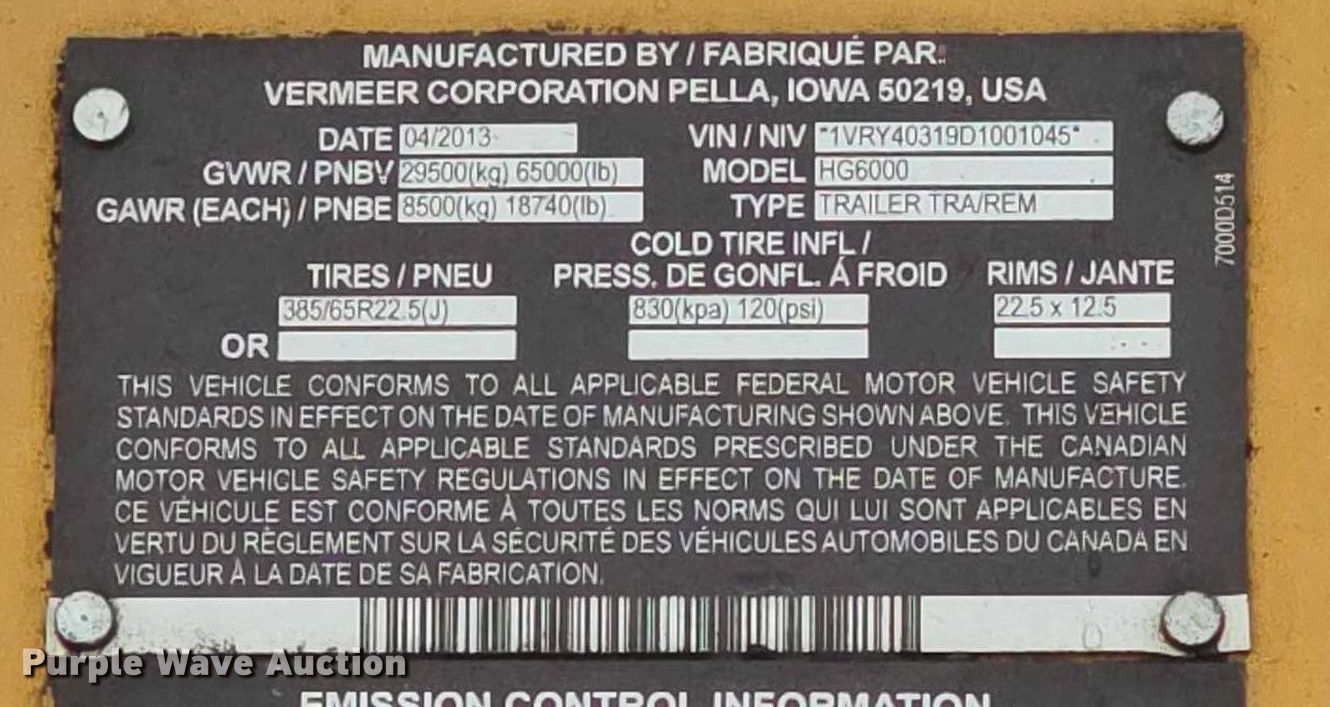 MANUFACTURED BY / FABRIQUÉ PAR:
VERMEER CORPORATION PELLA, IOWA 50219, USA
DATE 04/2013 VIN / NIV *1VRY40319D1001045*
GVWR / PNBV 29500(kg) 65000(lb) MODEL HG6000
GAWR (EACH) / PNBE 8500(kg) 18740(lb) TYPE TRAILER TRA/REM
7000D514
COLD TIRE INFL /
TIRES / PNEU PRESS. DE GONFL. Á FROID RIMS / JANTE
385/65R22.5(J) 830(kpa) 120(psi) 22.5 x 12.5
OR
THIS VEHICLE CONFORMS TO ALL APPLICABLE FEDERAL MOTOR VEHICLE SAFETY
STANDARDS IN EFFECT ON THE DATE OF MANUFACTURING SHOWN ABOVE. THIS VEHICLE
CONFORMS TO ALL APPLICABLE STANDARDS PRESCRIBED UNDER THE CANADIAN
MOTOR VEHICLE SAFETY REGULATIONS IN EFFECT ON THE DATE OF MANUFACTURE.
CE VÉHICULE EST CONFORME À TOUTES LES NORMS QUI LUI SONT APPLICABLES EN
VERTU DU RÈGLEMENT SUR LA SÉCURITÉ DES VÉHICULES AUTOMOBILES DU CANADA EN
VIGUEUR À LA DATE DE SA FABRICATION.
Purple Wave Auction
EMISSION CONTROL INFORMATION